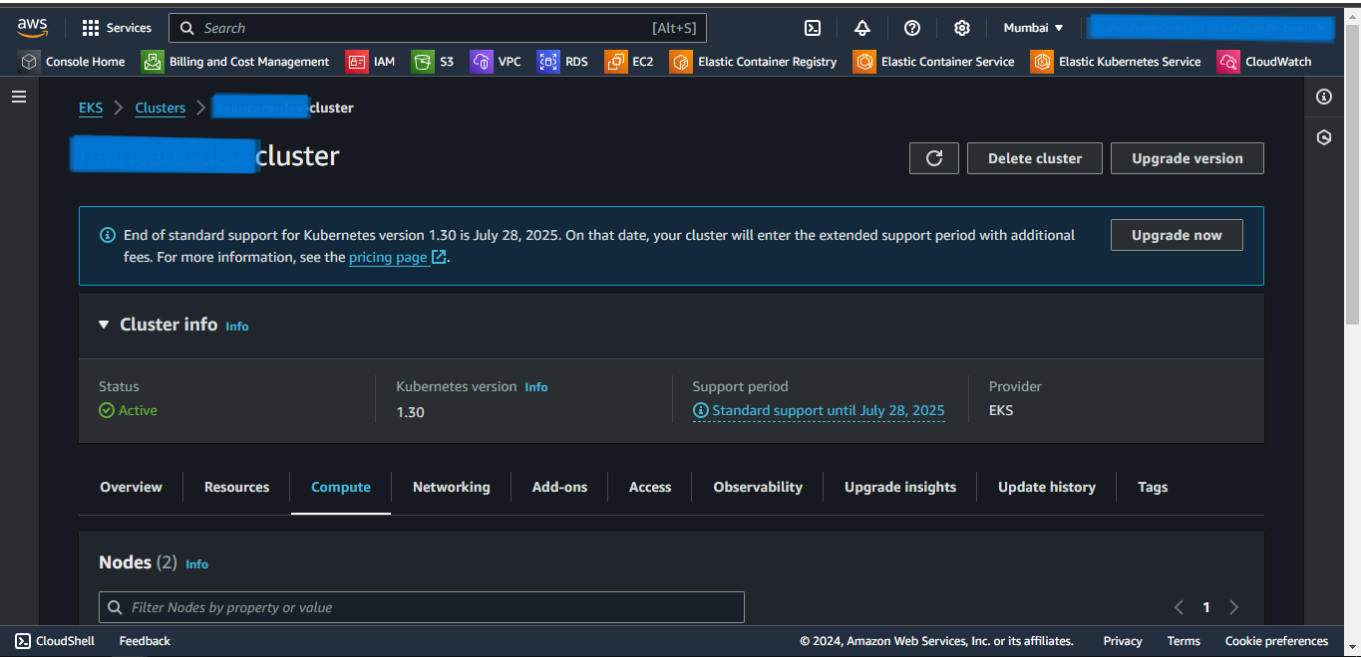 aws Services Search [Alt+S] Mumbai
Console Home Billing and Cost Management IAM S3 VPC RDS EC2 Elastic Container Registry Elastic Container Service Elastic Kubernetes Service CloudWatch
EKS Clusters cluster
cluster
Delete cluster Upgrade version
End of standard support for Kubernetes version 1.30 is July 28, 2025. On that date, your cluster will enter the extended support period with additional
fees. For more information, see the pricing page.
Upgrade now
Cluster info Info
Status
Active
Kubernetes version Info
1.30
Support period
Standard support until July 28, 2025
Provider
EKS
Overview Resources Compute Networking Add-ons Access Observability Upgrade insights Update history Tags
Nodes (2) Info
Filter Nodes by property or value
1
CloudShell Feedback © 2024, Amazon Web Services, Inc. or its affiliates. Privacy Terms Cookie preferences